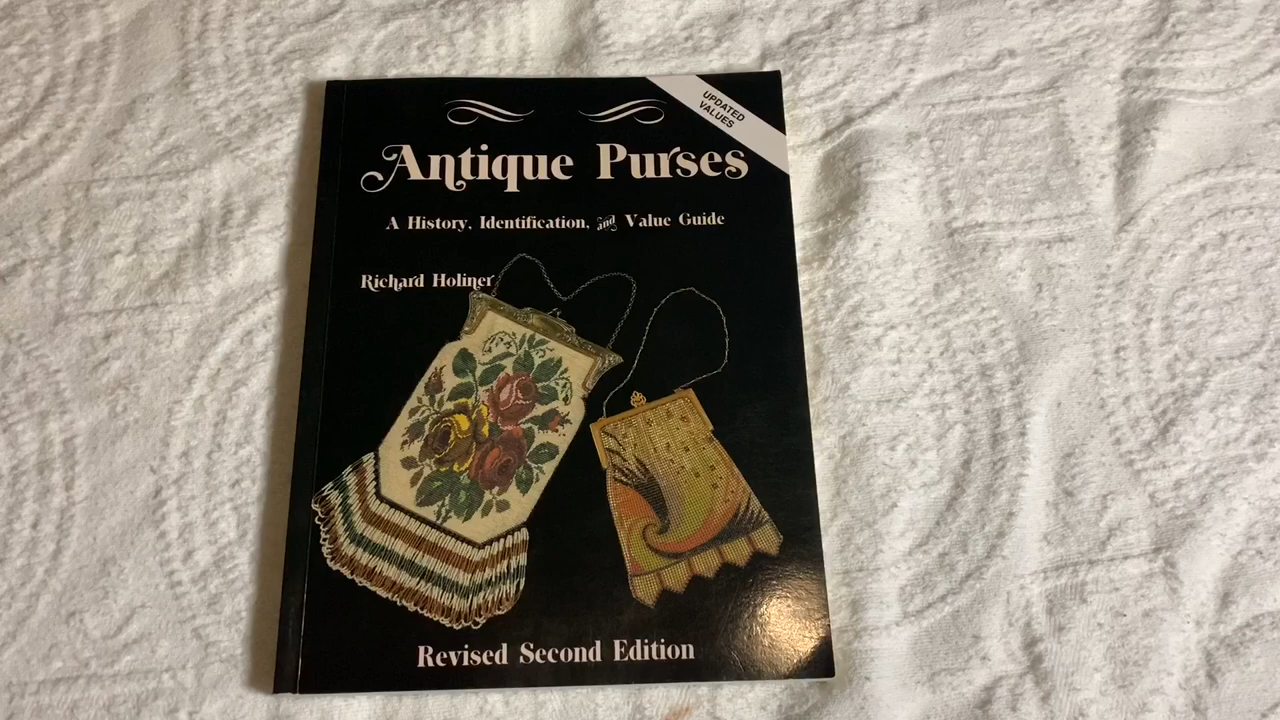 UPDATED
VALUES
Antique Purses
A History, Identification, and Value Guide
Richard Holiner
Revised Second Edition